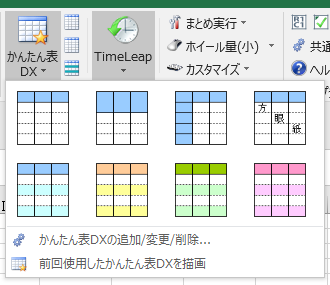 まとめ実行
R1C1
かんたん表
DX
TimeLeap
ホイール量(小)
共通
カスタマイズ
ヘル
方
眼
紙
かんたん表DXの追加/変更/削除...
前回使用したかんたん表DXを描画